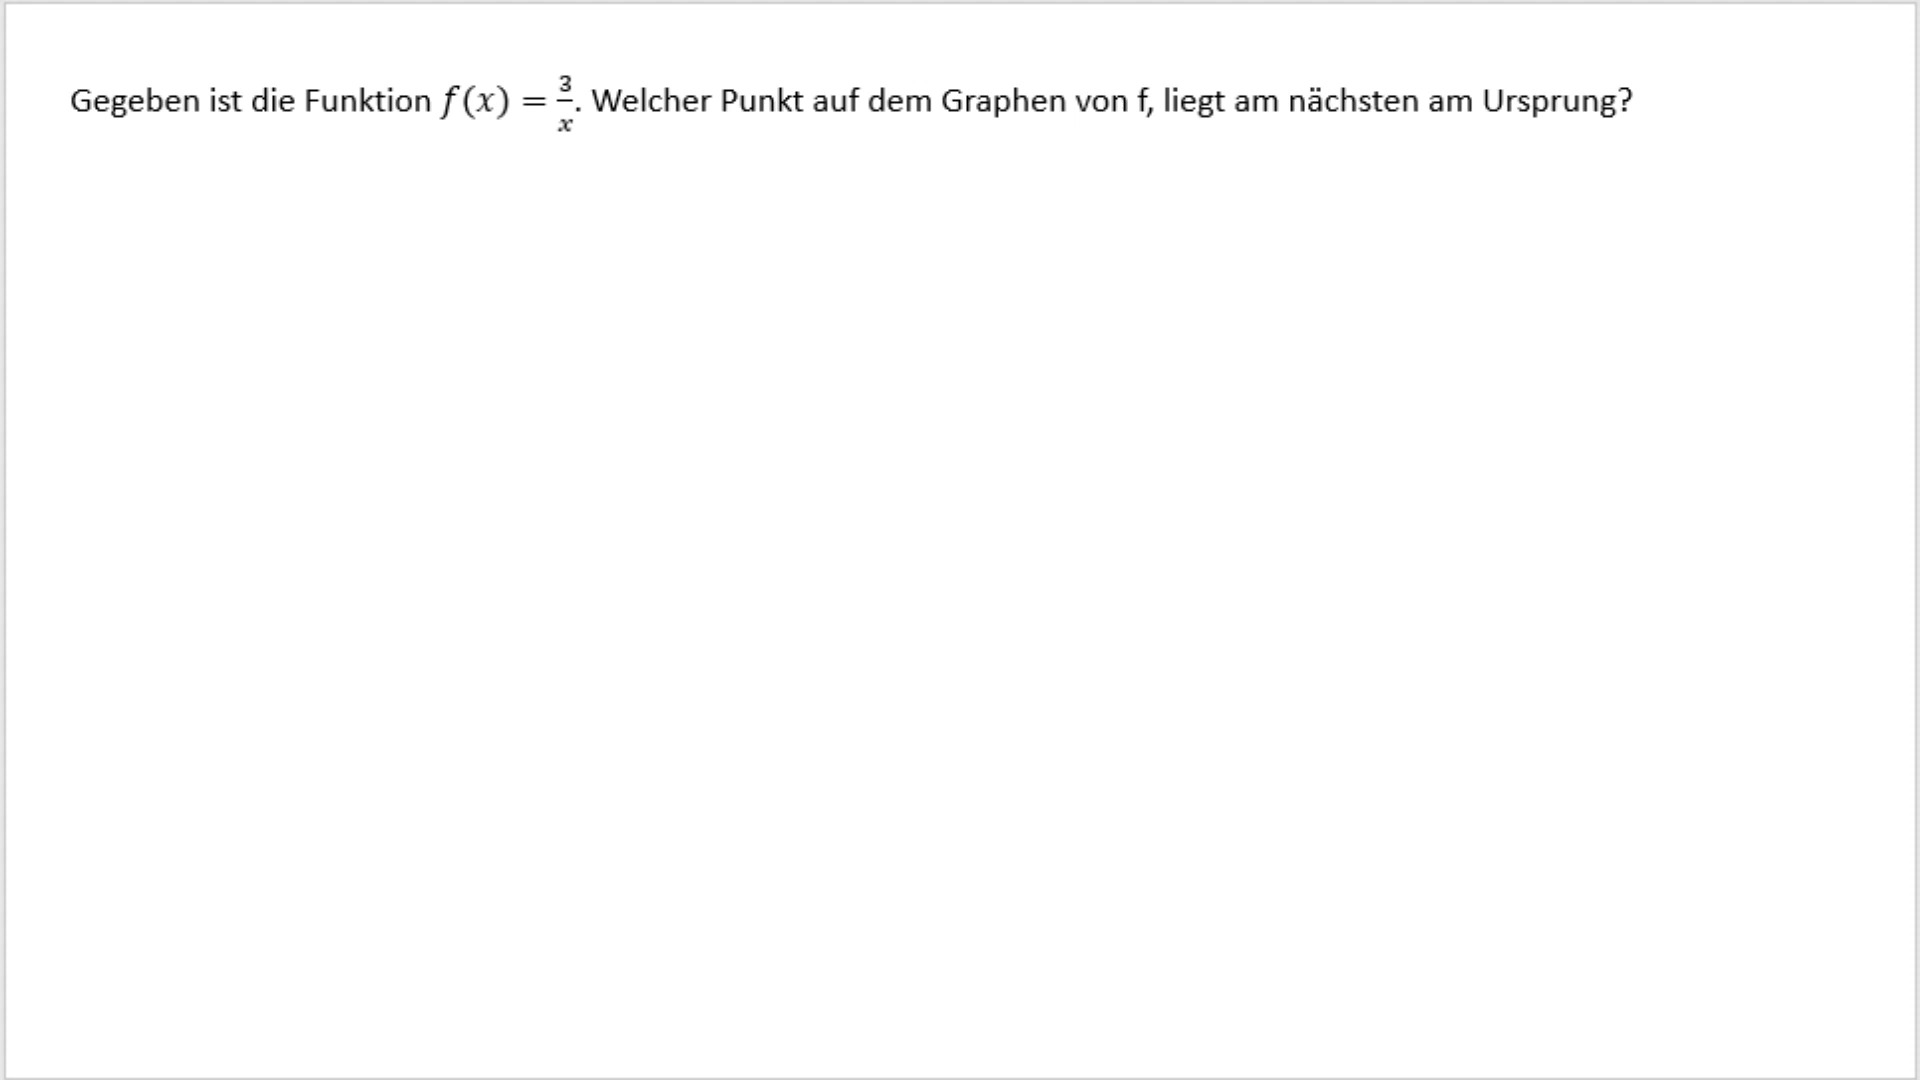 Gegeben ist die Funktion f(x) = 3/x. Welcher Punkt auf dem Graphen von f, liegt am nächsten am Ursprung?